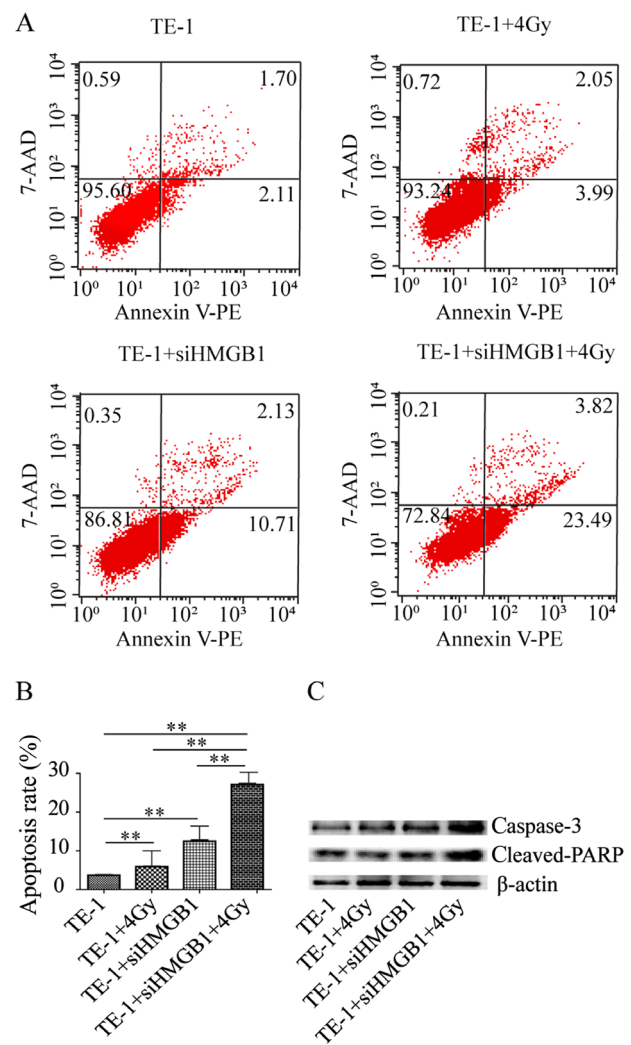 A
TE-1
TE-1+4Gy
10⁴
10³
10²
10¹
10⁰
7-AAD
0.59
1.70
95.60
2.11
10⁰ 10¹ 10² 10³ 10⁴
Annexin V-PE
10⁴
10³
10²
10¹
10⁰
7-AAD
0.72
2.05
93.24
3.99
10⁰ 10¹ 10² 10³ 10⁴
Annexin V-PE
TE-1+siHMGB1
TE-1+siHMGB1+4Gy
10⁴
10³
10²
10¹
10⁰
7-AAD
0.35
2.13
86.81
10.71
10⁰ 10¹ 10² 10³ 10⁴
Annexin V-PE
10⁴
10³
10²
10¹
10⁰
7-AAD
0.21
3.82
72.84
23.49
10⁰ 10¹ 10² 10³ 10⁴
Annexin V-PE
B
Apoptosis rate (%)
30
20
10
0
**
**
**
**
**
TE-1
TE-1+4Gy
TE-1+siHMGB1
TE-1+siHMGB1+4Gy
C
Caspase-3
Cleaved-PARP
β-actin
TE-1
TE-1+4Gy
TE-1+siHMGB1
TE-1+siHMGB1+4Gy